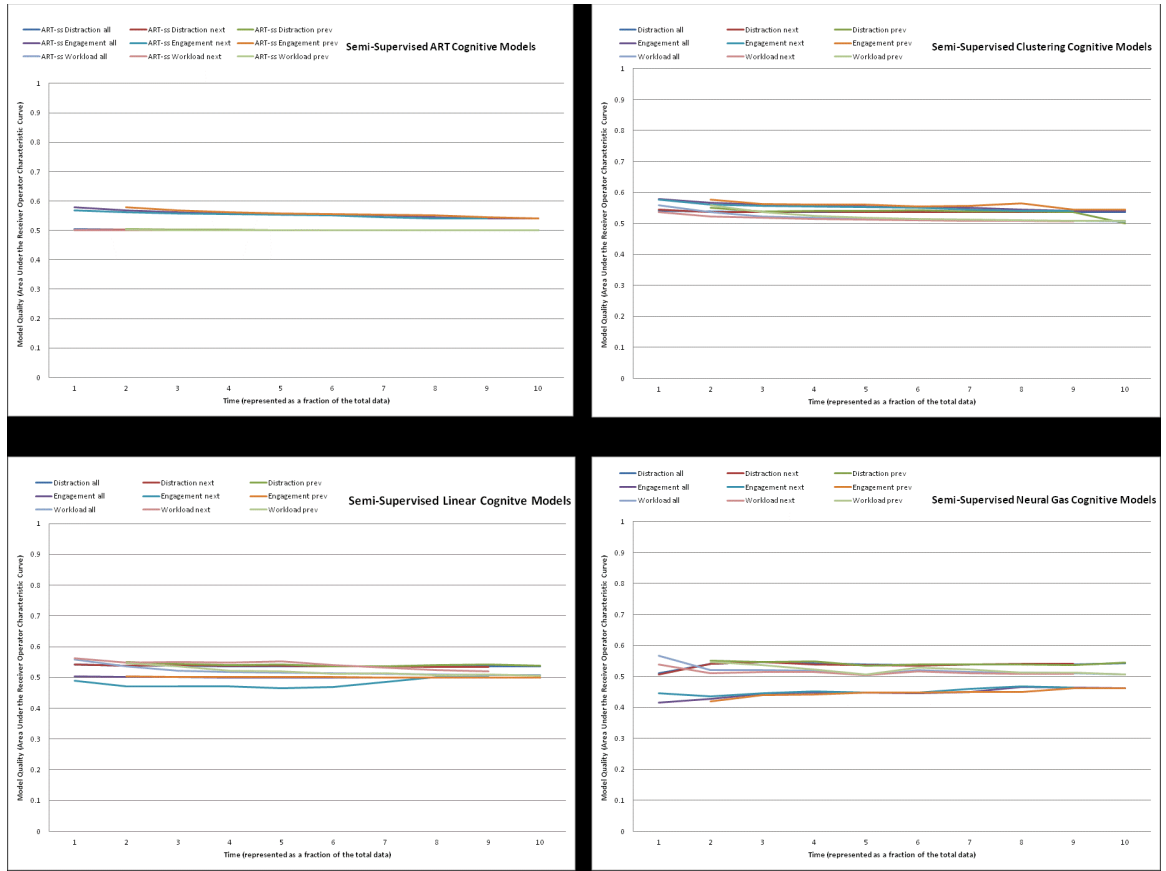 ART-ss Distraction all ART-ss Distraction next ART-ss Distraction prev
ART-ss Engagement all ART-ss Engagement next ART-ss Engagement prev
ART-ss Workload all ART-ss Workload next ART-ss Workload prev
Semi-Supervised ART Cognitive Models
Model Quality (Area Under the Receiver Operator Characteristic Curve)
1
0.9
0.8
0.7
0.6
0.5
0.4
0.3
0.2
0.1
0
1 2 3 4 5 6 7 8 9 10
Time (represented as a fraction of the total data)
Distraction all Distraction next Distraction prev
Engagement all Engagement next Engagement prev
Workload all Workload next Workload prev
Semi-Supervised Clustering Cognitive Models
Model Quality (Area Under the Receiver Operator Characteristic Curve)
1
0.9
0.8
0.7
0.6
0.5
0.4
0.3
0.2
0.1
0
1 2 3 4 5 6 7 8 9 10
Time (represented as a fraction of the total data)
Distraction all Distraction next Distraction prev
Engagement all Engagement next Engagement prev
Workload all Workload next Workload prev
Semi-Supervised Linear Cognitve Models
Model Quality (Area Under the Receiver Operator Characteristic Curve)
1
0.9
0.8
0.7
0.6
0.5
0.4
0.3
0.2
0.1
0
1 2 3 4 5 6 7 8 9 10
Time (represented as a fraction of the total data)
Distraction all Distraction next Distraction prev
Engagement all Engagement next Engagement prev
Workload all Workload next Workload prev
Semi-Supervised Neural Gas Cognitive Models
Model Quality (Area Under the Receiver Operator Characteristic Curve)
1
0.9
0.8
0.7
0.6
0.5
0.4
0.3
0.2
0.1
0
1 2 3 4 5 6 7 8 9 10
Time (represented as a fraction of the total data)